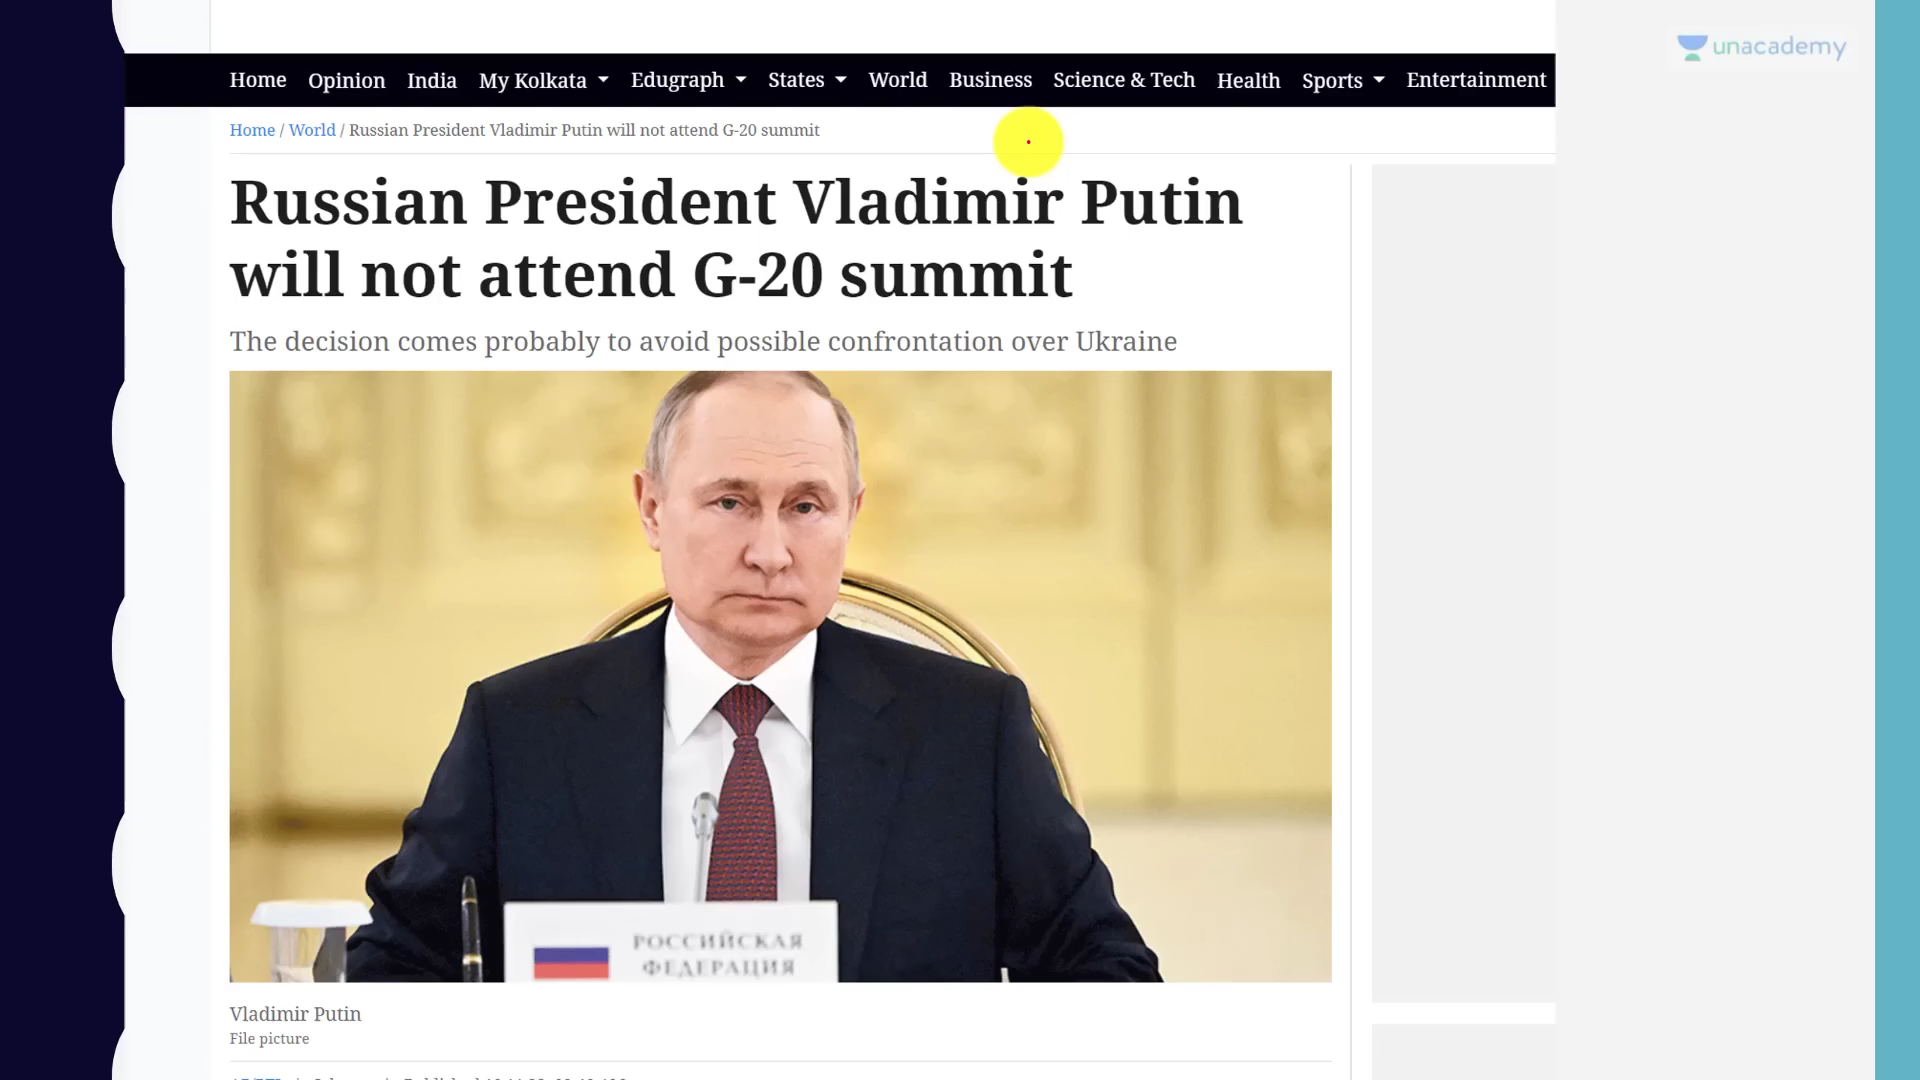 unacademy
Home Opinion India My Kolkata Edugraph States World Business Science & Tech Health Sports Entertainment
Home / World / Russian President Vladimir Putin will not attend G-20 summit
Russian President Vladimir Putin
will not attend G-20 summit
The decision comes probably to avoid possible confrontation over Ukraine
РОССИЙСКАЯ
ФЕДЕРАЦИЯ
Vladimir Putin
File picture